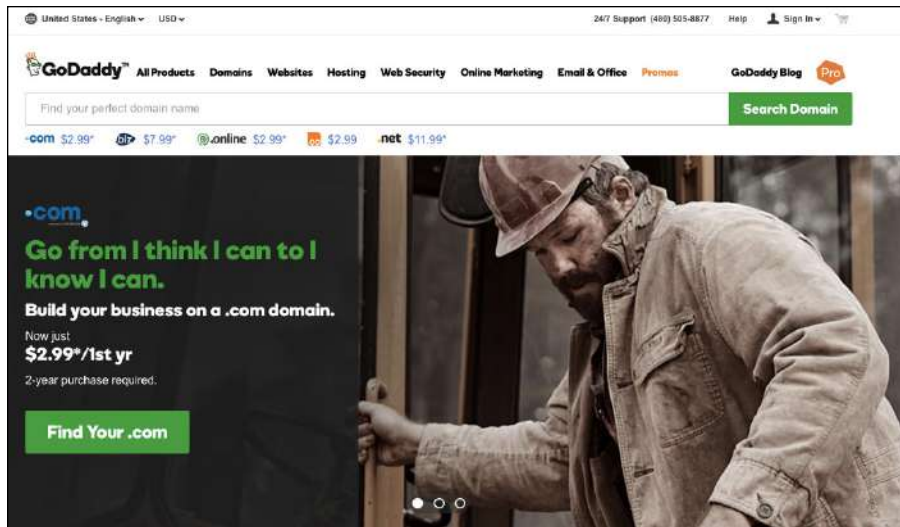 United States - English USD 24/7 Support (480) 505-8877 Help Sign In
GoDaddy™ All Products Domains Websites Hosting Web Security Online Marketing Email & Office Promos GoDaddy Blog Pro
Find your perfect domain name Search Domain
.com $2.99* $7.99* .online $2.99* $2.99 .net $11.99*
.com
Go from I think I can to I
know I can.
Build your business on a .com domain.
Now just
$2.99*/1st yr
2-year purchase required.
Find Your .com